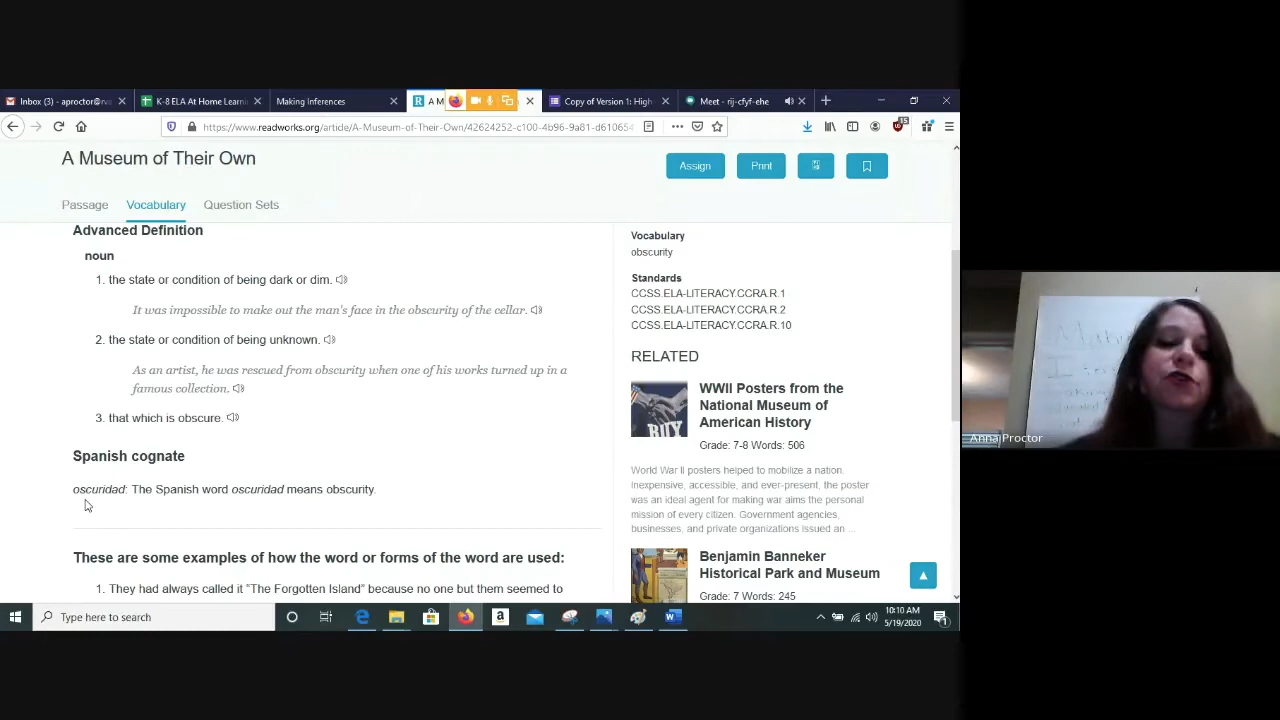 Inbox (3) - aproctor@rva
K-8 ELA At Home Learni
Making Inferences
A M
Copy of Version 1: High
Meet - rij-cfyf-ehe
https://www.readworks.org/article/A-Museum-of-Their-Own/42624252-c100-4b96-9a81-d610654
A Museum of Their Own
Assign
Print
Passage
Vocabulary
Question Sets
Advanced Definition
noun
1. the state or condition of being dark or dim.
It was impossible to make out the man's face in the obscurity of the cellar.
2. the state or condition of being unknown.
As an artist, he was rescued from obscurity when one of his works turned up in a
famous collection.
3. that which is obscure.
Spanish cognate
oscuridad: The Spanish word oscuridad means obscurity.
These are some examples of how the word or forms of the word are used:
1. They had always called it "The Forgotten Island" because no one but them seemed to
Vocabulary
obscurity
Standards
CCSS.ELA-LITERACY.CCRA.R.1
CCSS.ELA-LITERACY.CCRA.R.2
CCSS.ELA-LITERACY.CCRA.R.10
RELATED
WWII Posters from the
National Museum of
American History
Grade: 7-8 Words: 506
World War II posters helped to mobilize a nation.
Inexpensive, accessible, and ever-present, the poster
was an ideal agent for making war aims the personal
mission of every citizen. Government agencies,
businesses, and private organizations issued an ...
BUY
Benjamin Banneker
Historical Park and Museum
Grade: 7 Words: 245
Anna Proctor
Type here to search
10:10 AM
5/19/2020